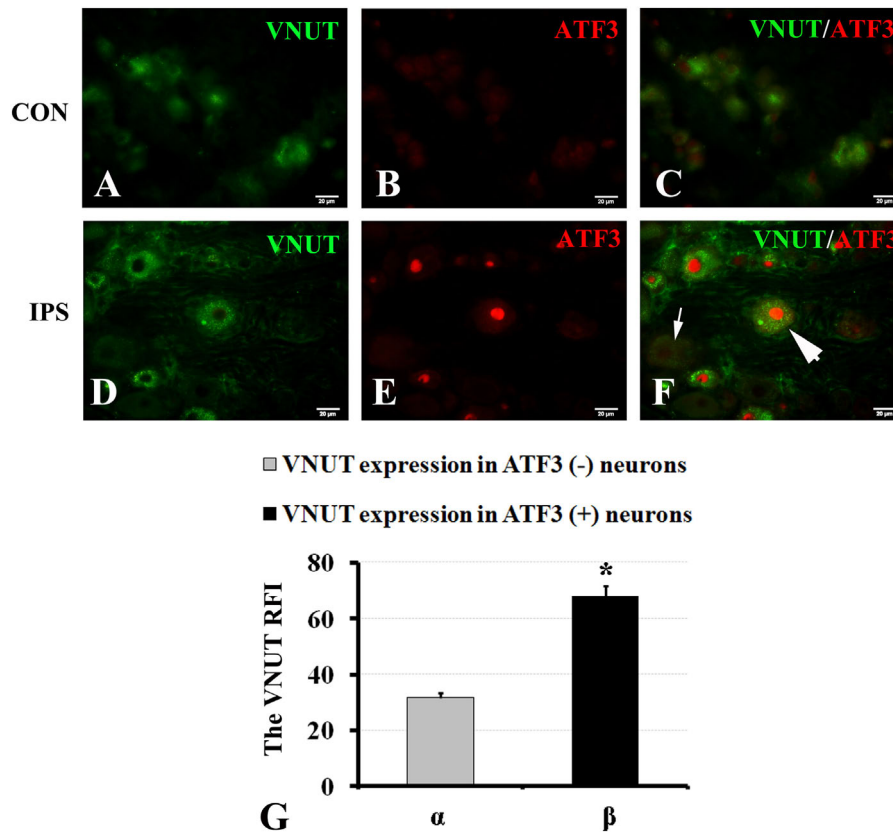 VNUT
ATF3
VNUT/ATF3
CON
A
B
C
20 µm
20 µm
20 µm
VNUT
ATF3
VNUT/ATF3
IPS
D
E
F
20 µm
20 µm
20 µm
VNUT expression in ATF3 (-) neurons
VNUT expression in ATF3 (+) neurons
The VNUT RFI
80
60
40
20
0
*
α
β
G